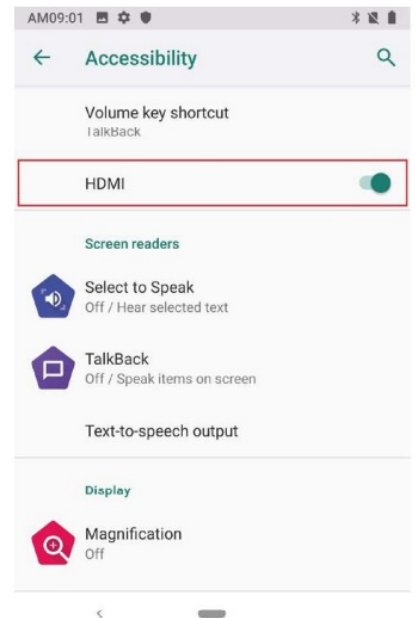 AM09:01
Accessibility
Volume key shortcut
TalkBack
HDMI
Screen readers
Select to Speak
Off / Hear selected text
TalkBack
Off / Speak items on screen
Text-to-speech output
Display
Magnification
Off